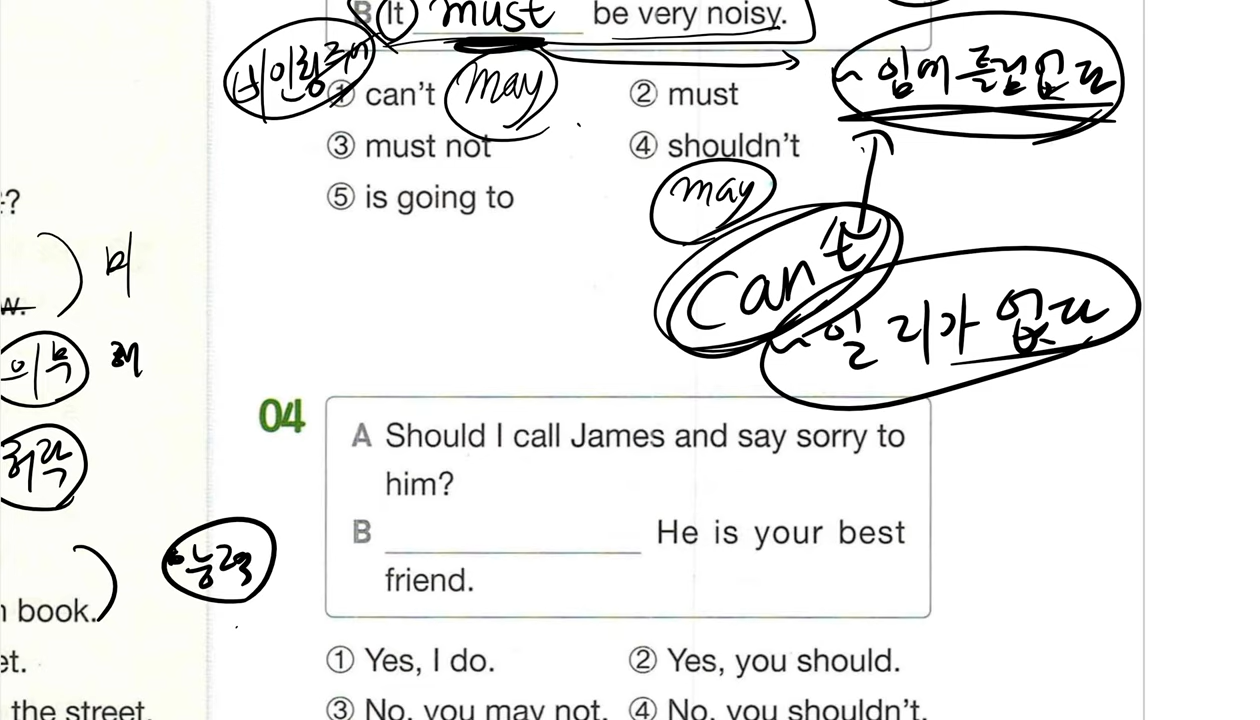 B It must be very noisy.
비인칭주어
~ 임에 틀림없다
① can't
may
② must
③ must not
④ shouldn't
⑤ is going to
may
can't
~일 리가 없다
?
w.
의무
허락
능력
book.
the street.
04
A Should I call James and say sorry to
him?
B He is your best
friend.
① Yes, I do.
② Yes, you should.
③ No, you may not.
④ No, you shouldn't.